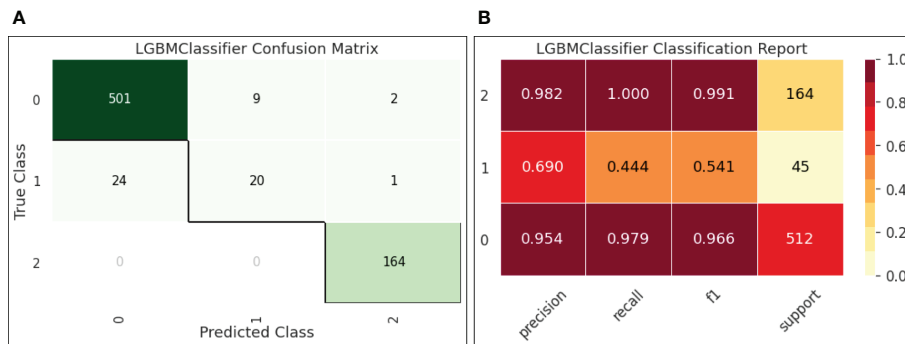 A
LGBMClassifier Confusion Matrix
True Class
0
501 9 2
1
24 20 1
2
0 0 164
0 1 2
Predicted Class
B
LGBMClassifier Classification Report
2
0.982 1.000 0.991 164
1
0.690 0.444 0.541 45
0
0.954 0.979 0.966 512
precision recall f1 support
1.0
0.8
0.6
0.4
0.2
0.0